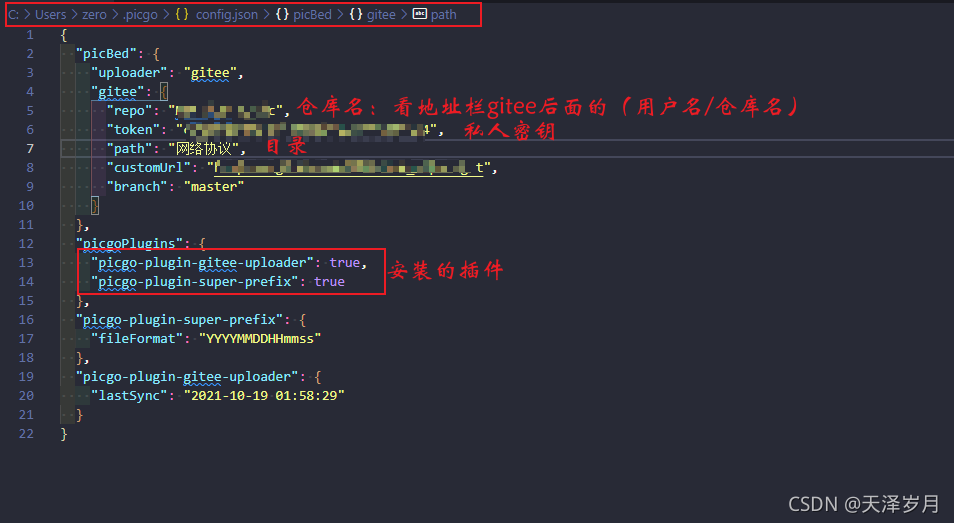 C: > Users > zero > .picgo > {} config.json > {} picBed > {} gitee > abc path
1 {
2 "picBed": {
3 "uploader": "gitee",
4 "gitee": {
5 "repo": " ", 仓库名：看地址栏gitee后面的（用户名/仓库名）
6 "token": " ", 私人密钥
7 "path": "网络协议", 目录
8 "customUrl": " ",
9 "branch": "master"
10 }
11 },
12 "picgoPlugins": {
13 "picgo-plugin-gitee-uploader": true,
14 "picgo-plugin-super-prefix": true
安装的插件
15 },
16 "picgo-plugin-super-prefix": {
17 "fileFormat": "YYYYMMDDHHmmss"
18 },
19 "picgo-plugin-gitee-uploader": {
20 "lastSync": "2021-10-19 01:58:29"
21 }
22 }
CSDN @天泽岁月